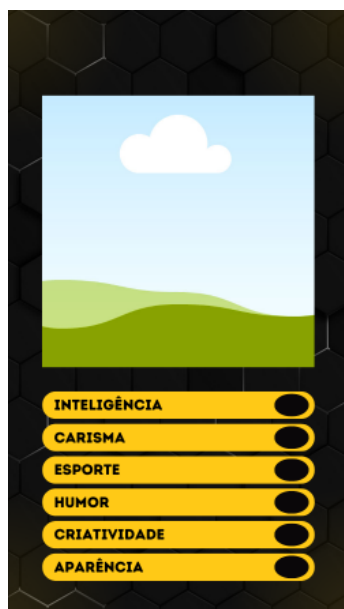 INTELIGÊNCIA
CARISMA
ESPORTE
HUMOR
CRIATIVIDADE
APARÊNCIA